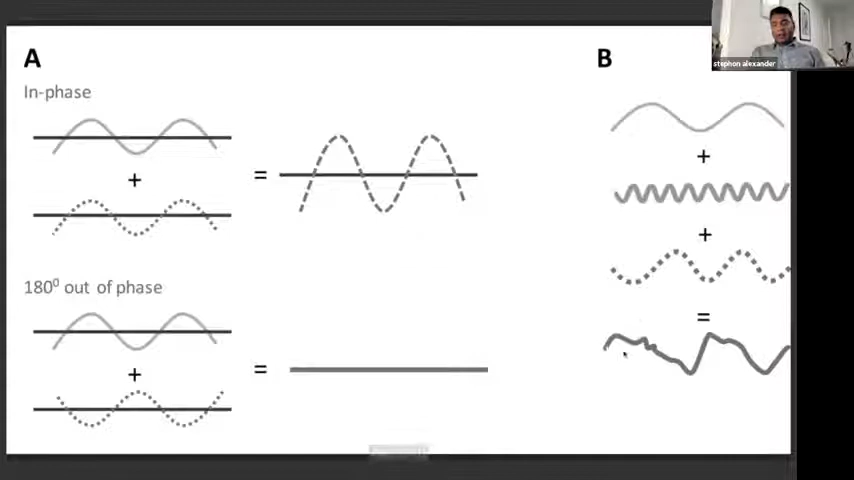 A
B
stephon alexander
In-phase
+
=
+
+
=
180⁰ out of phase
+
=